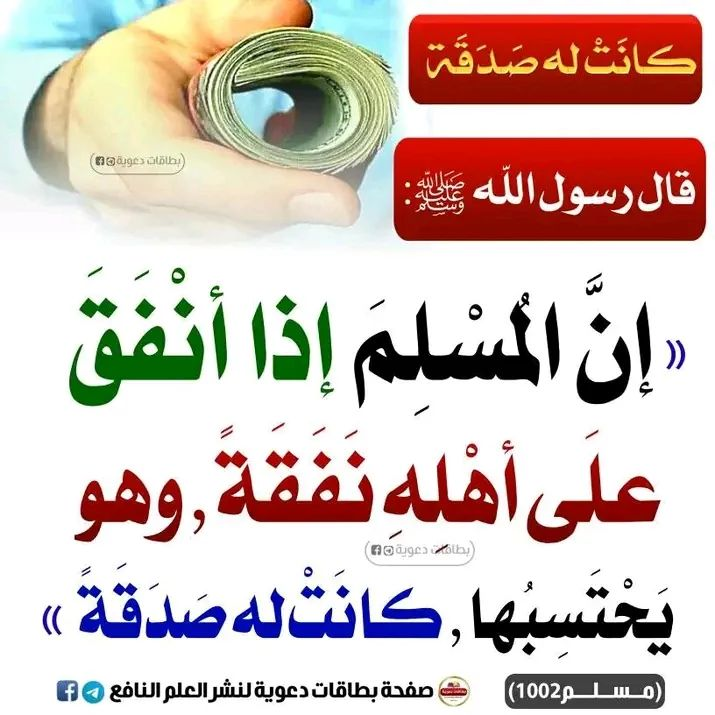 كانَتْ له صَدَقَة
قال رسول الله ﷺ:
بطاقات دعوية
« إنَّ المُسْلِمَ إذا أنْفَقَ
علَى أهْلِهِ نَفَقَةً , وهو
بطاقات دعوية
يَحْتَسِبُها , كانَتْ له صَدَقَةً »
(مـسـلـم1002)
صفحة بطاقات دعوية لنشر العلم النافع